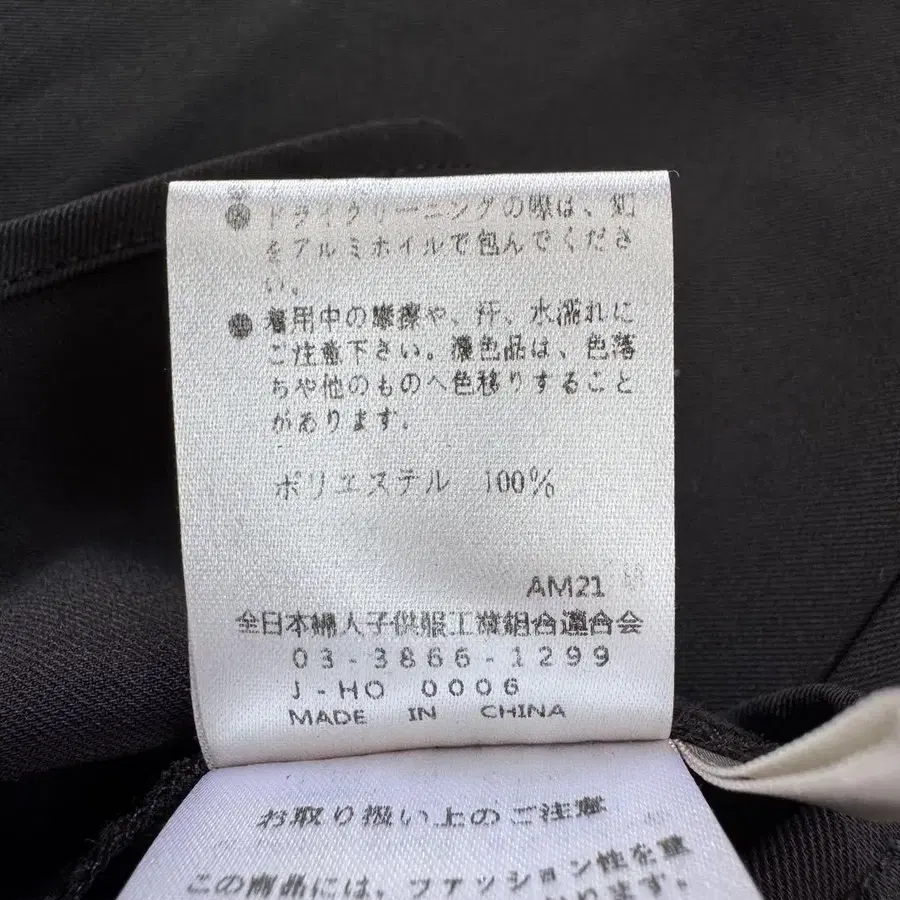 ● ドライクリーニングの際は、釦
をアルミホイルで包んでくださ
い。
● 着用中の摩擦や、汗、水濡れに
ご注意下さい。濃色品は、色落
ちや他のものへ色移りすること
があります。
ポリエステル 100%
AM21
全日本婦人子供服工業組合連合会
03-3866-1299
J-HO 0006
MADE IN CHINA
お取り扱い上のご注意
この商品には、ファッション性を重
ります。